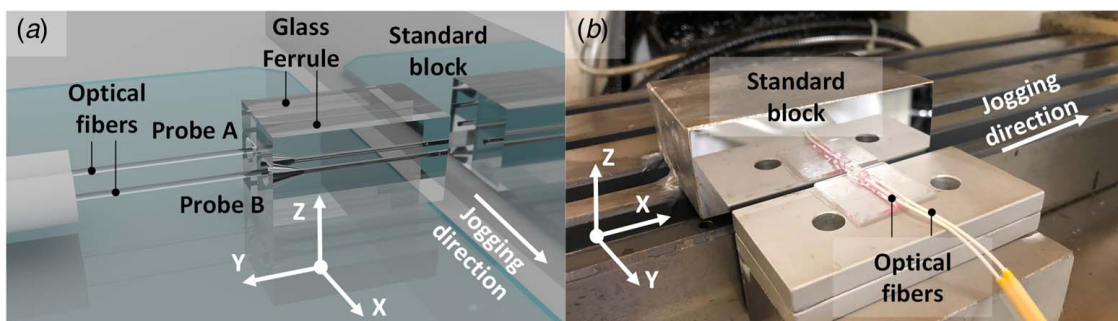 (a)
Glass
Ferrule
Standard
block
Optical
fibers
Probe A
Probe B
Z
Y
X
Jogging
direction
(b)
Standard
block
Jogging
direction
Z
X
Y
Optical
fibers